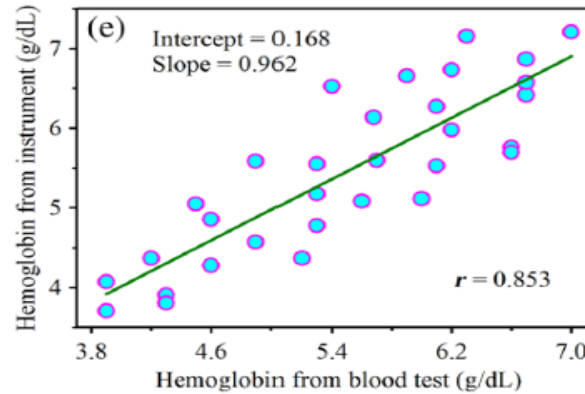 (e)
Intercept = 0.168
Slope = 0.962
Hemoglobin from instrument (g/dL)
7
6
5
4
r = 0.853
3.8 4.6 5.4 6.2 7.0
Hemoglobin from blood test (g/dL)